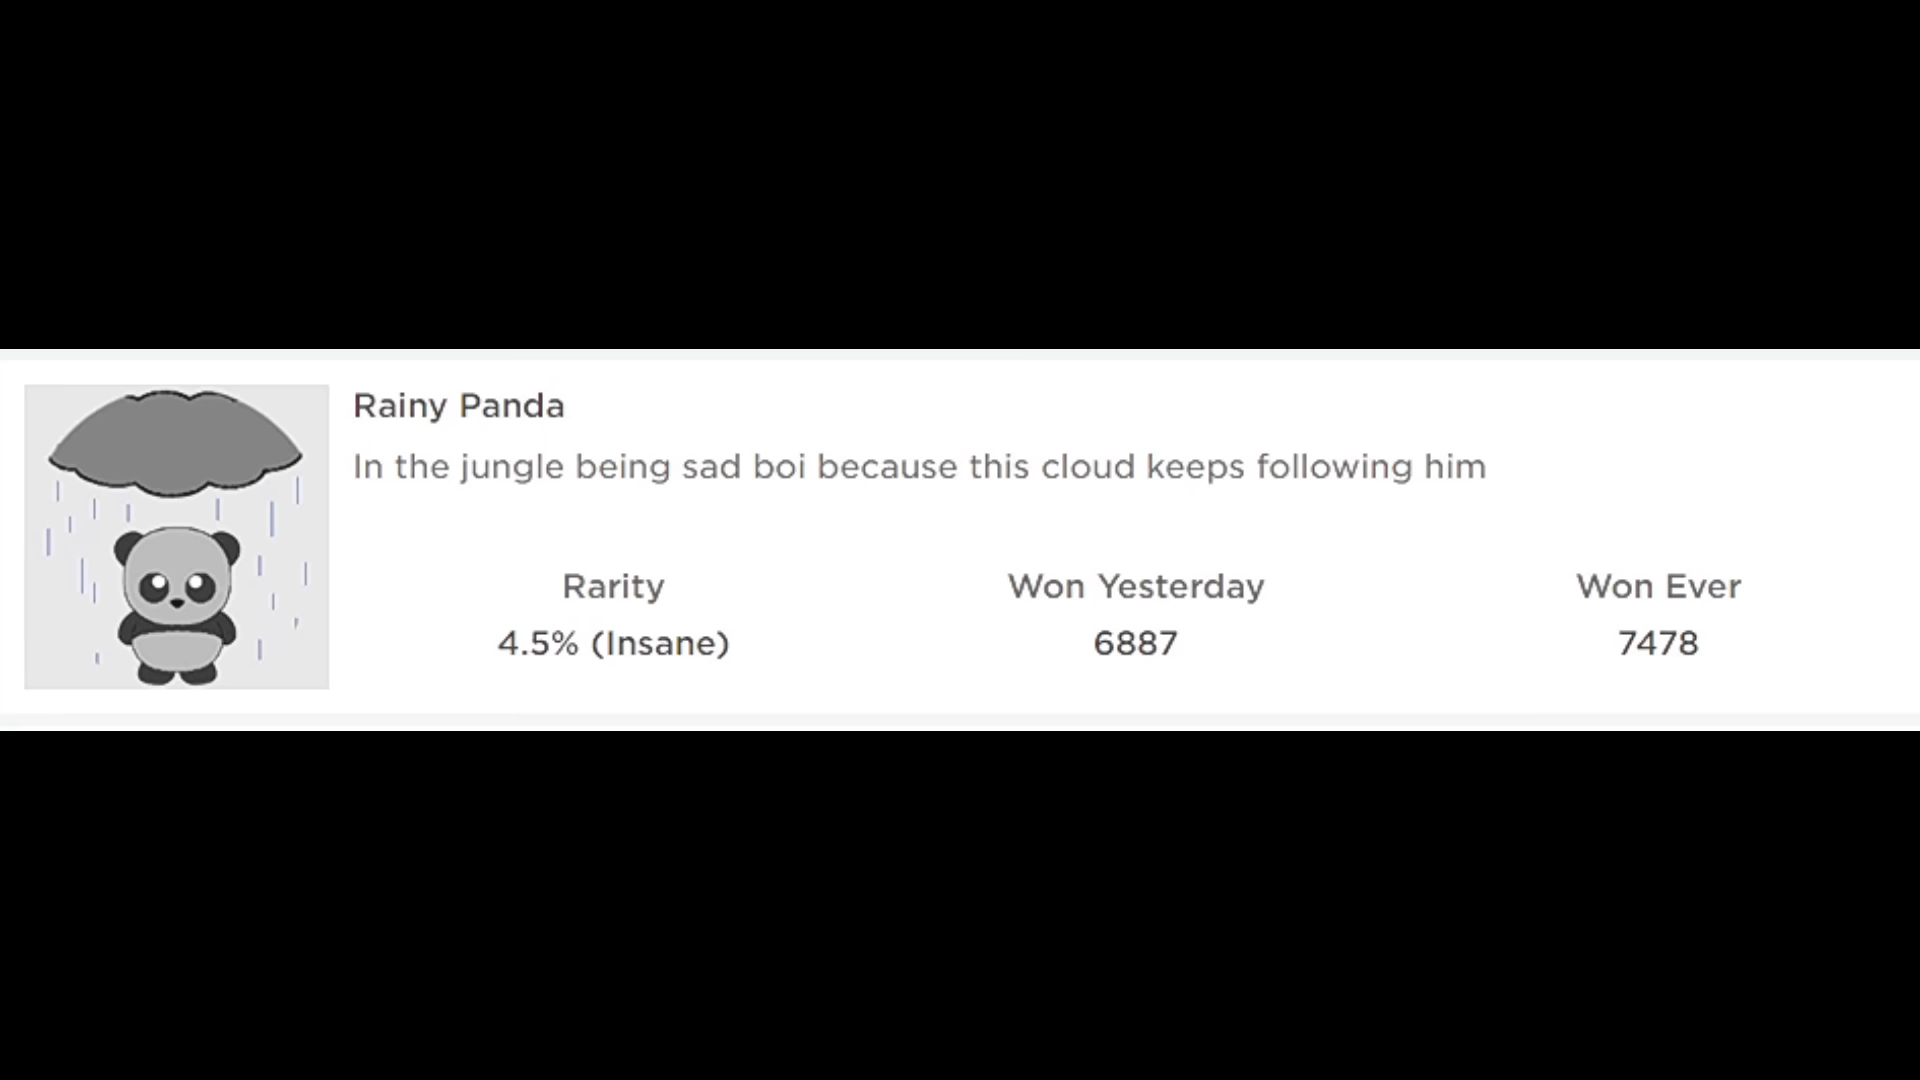 Rainy Panda
In the jungle being sad boi because this cloud keeps following him
Rarity Won Yesterday Won Ever
4.5% (Insane) 6887 7478